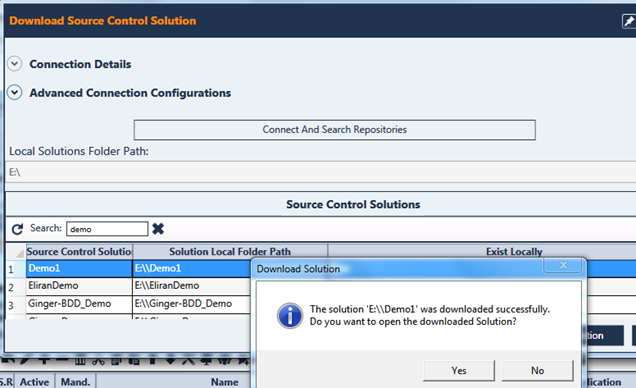 Download Source Control Solution
Connection Details
Advanced Connection Configurations
Connect And Search Repositories
Local Solutions Folder Path:
E:\
Source Control Solutions
Search: demo
Source Control Solutio Solution Local Folder Path Exist Locally
1 Demo1 E:\\Demo1
2 EliranDemo E:\\EliranDemo
3 Ginger-BDD_Demo E:\\Ginger-BDD_Demo
Download Solution
The solution 'E:\\Demo1' was downloaded successfully.
Do you want to open the downloaded Solution?
Yes No
S.R Active Mand. Name